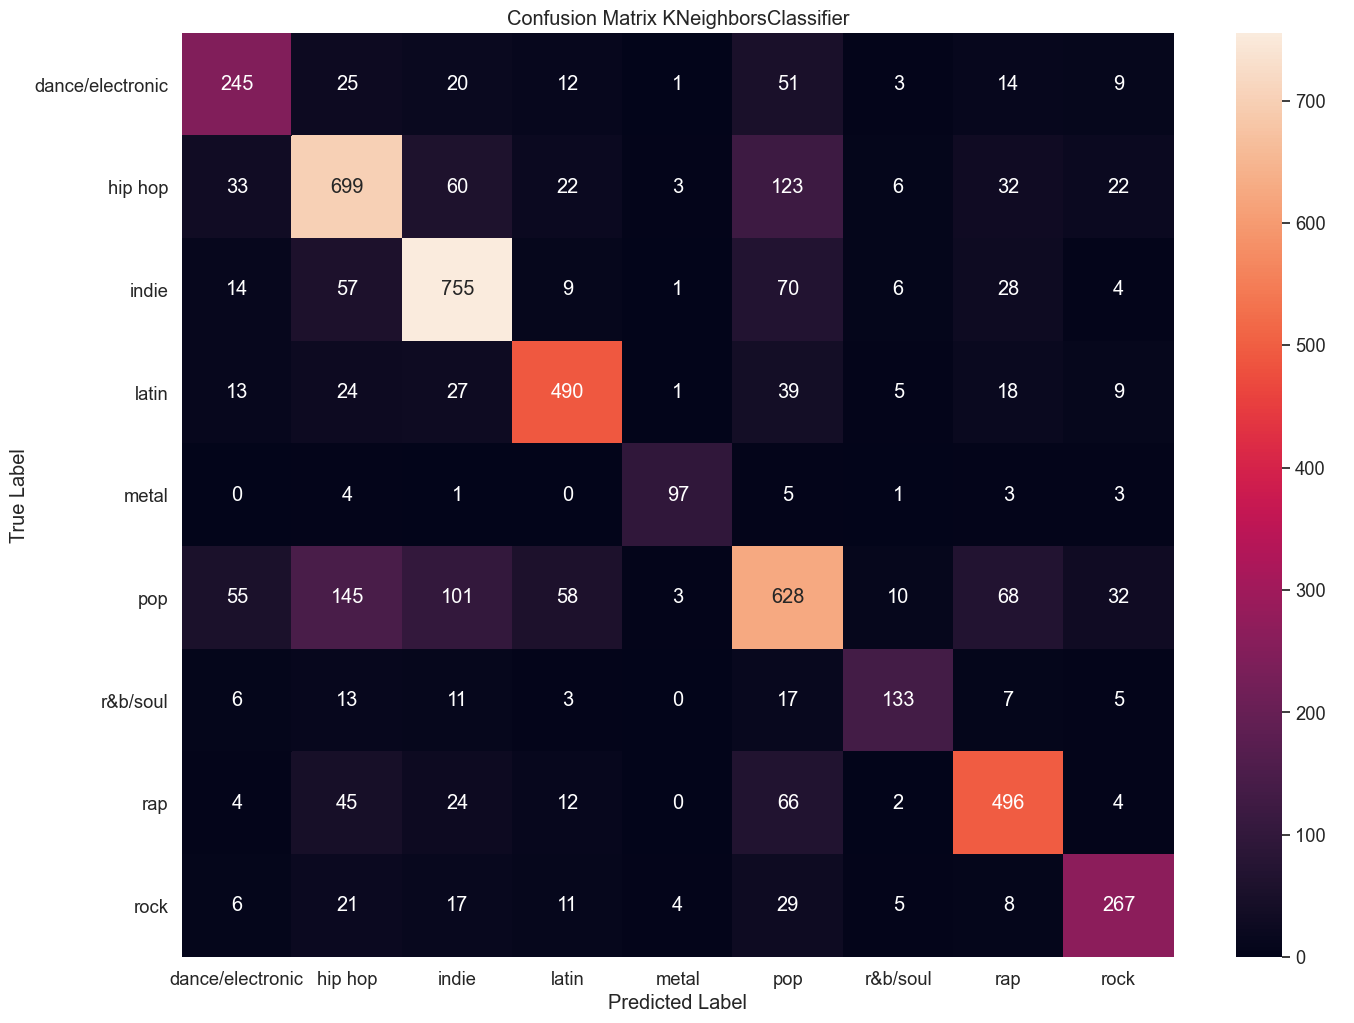 Confusion Matrix KNeighborsClassifier
dance/electronic 245 25 20 12 1 51 3 14 9
hip hop 33 699 60 22 3 123 6 32 22
indie 14 57 755 9 1 70 6 28 4
latin 13 24 27 490 1 39 5 18 9
metal 0 4 1 0 97 5 1 3 3
pop 55 145 101 58 3 628 10 68 32
r&b/soul 6 13 11 3 0 17 133 7 5
rap 4 45 24 12 0 66 2 496 4
rock 6 21 17 11 4 29 5 8 267
dance/electronic hip hop indie latin metal pop r&b/soul rap rock
Predicted Label
True Label
700
600
500
400
300
200
100
0